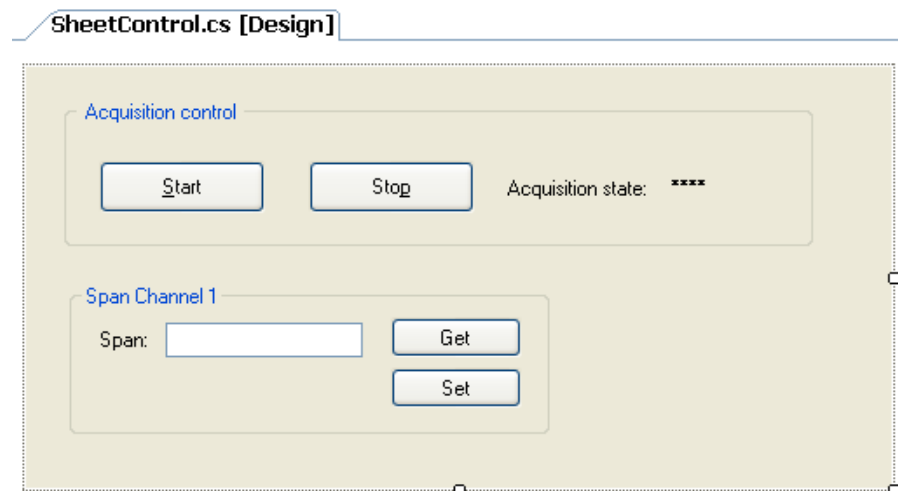 SheetControl.cs [Design]
Acquisition control
Start Stop Acquisition state: ****
Span Channel 1
Span: Get
Set